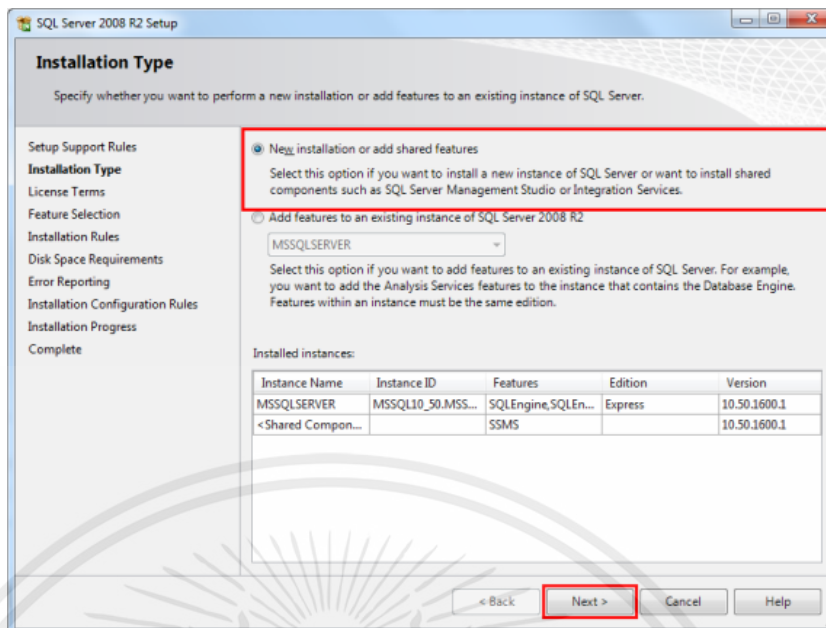 SQL Server 2008 R2 Setup
Installation Type
Specify whether you want to perform a new installation or add features to an existing instance of SQL Server.
Setup Support Rules
Installation Type
License Terms
Feature Selection
Installation Rules
Disk Space Requirements
Error Reporting
Installation Configuration Rules
Installation Progress
Complete
New installation or add shared features
Select this option if you want to install a new instance of SQL Server or want to install shared
components such as SQL Server Management Studio or Integration Services.
Add features to an existing instance of SQL Server 2008 R2
MSSQLSERVER
Select this option if you want to add features to an existing instance of SQL Server. For example,
you want to add the Analysis Services features to the instance that contains the Database Engine.
Features within an instance must be the same edition.
Installed instances:
Instance Name Instance ID Features Edition Version
MSSQLSERVER MSSQL10_50.MSS... SQLEngine,SQLEn... Express 10.50.1600.1
<Shared Compon... SSMS 10.50.1600.1
< Back Next > Cancel Help